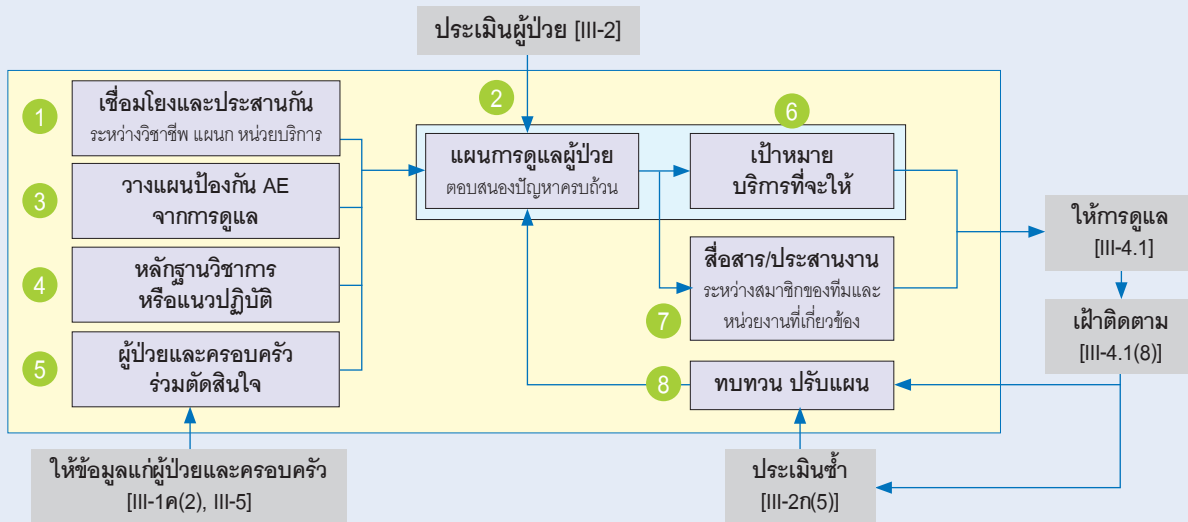 ประเมินผู้ป่วย [III-2]
1
เชื่อมโยงและประสานกัน
ระหว่างวิชาชีพ แผนก หน่วยบริการ
3
วางแผนป้องกัน AE
จากการดูแล
4
หลักฐานวิชาการ
หรือแนวปฏิบัติ
5
ผู้ป่วยและครอบครัว
ร่วมตัดสินใจ
ให้ข้อมูลแก่ผู้ป่วยและครอบครัว
[III-1ค(2), III-5]
2
แผนการดูแลผู้ป่วย
ตอบสนองปัญหาครบถ้วน
6
เป้าหมาย
บริการที่จะให้
7
สื่อสาร/ประสานงาน
ระหว่างสมาชิกของทีมและ
หน่วยงานที่เกี่ยวข้อง
8
ทบทวน ปรับแผน
ประเมินซ้ำ
[III-2ก(5)]
ให้การดูแล
[III-4.1]
เฝ้าติดตาม
[III-4.1(8)]